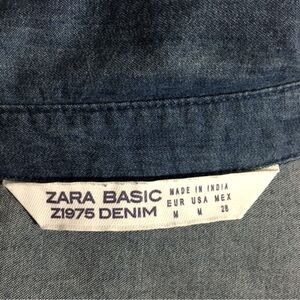 ZARA BASIC
Z1975 DENIM
MADE IN INDIA
EUR USA MEX
M M 28